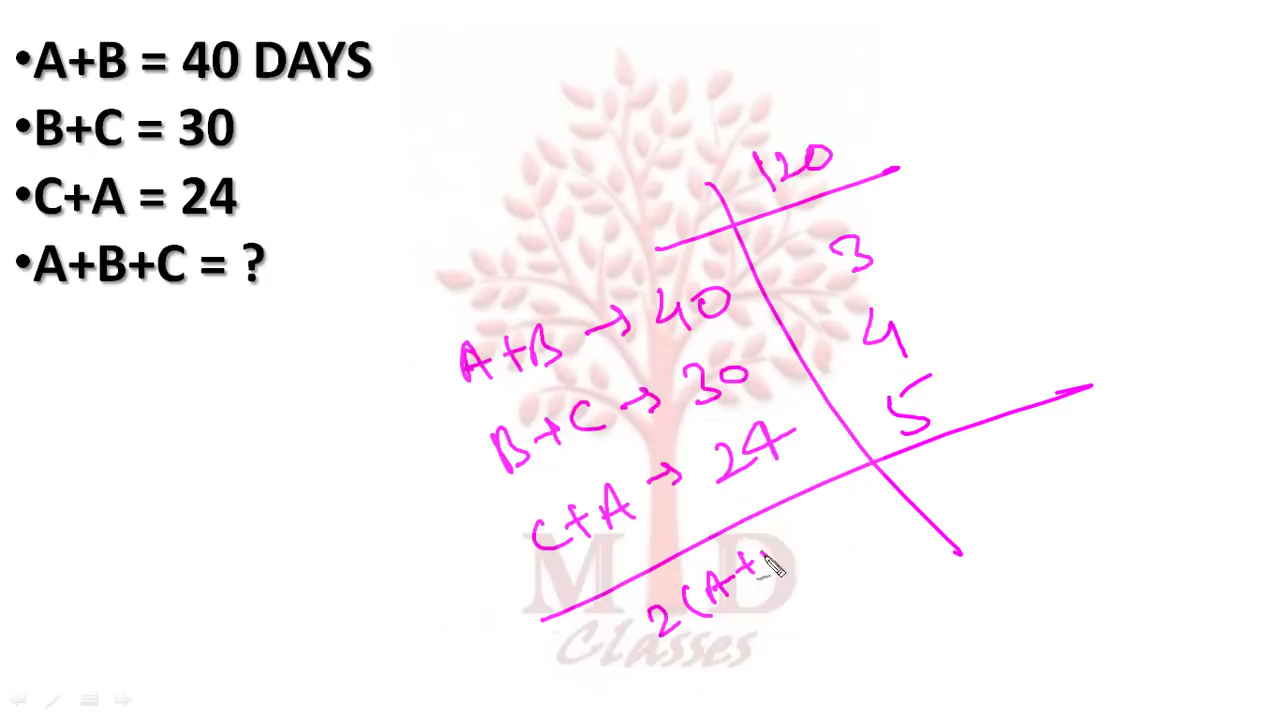 •A+B = 40 DAYS
•B+C = 30
•C+A = 24
•A+B+C = ?
120
A+B → 40 3
B+C → 30 4
C+A → 24 5
2(A+
M D
Classes